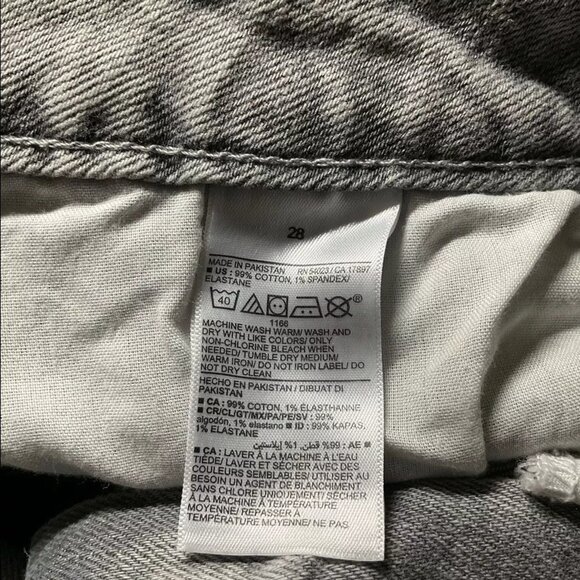 28
MADE IN PAKISTAN RN 54023 / CA 17897
■ US : 99% COTTON, 1% SPANDEX/
ELASTANE
40
®
1166
MACHINE WASH WARM/ WASH AND
DRY WITH LIKE COLORS/ ONLY
NON-CHLORINE BLEACH WHEN
NEEDED/ TUMBLE DRY MEDIUM/
WARM IRON/ DO NOT IRON LABEL/ DO
NOT DRY CLEAN
HECHO EN PAKISTAN / DIBUAT DI
PAKISTAN
■ CA : 99% COTON, 1% ÉLASTHANNE
■ CR/CL/GT/MX/PA/PE/SV : 99%
algodón, 1% elastano ■ ID : 99% KAPAS,
1% ELASTANE
■ AE : 99% قطن, 1% إيلاستين
■ CA : LAVER À LA MACHINE À L'EAU
TIÈDE/ LAVER ET SÉCHER AVEC DES
COULEURS SEMBLABLES/ UTILISER AU
BESOIN UN AGENT DE BLANCHIMENT
SANS CHLORE UNIQUEMENT/ SÉCHER À
TEMPÉRATURE MOYENNE/ REPASSER À
TEMPÉRATURE MOYENNE/ NE PAS